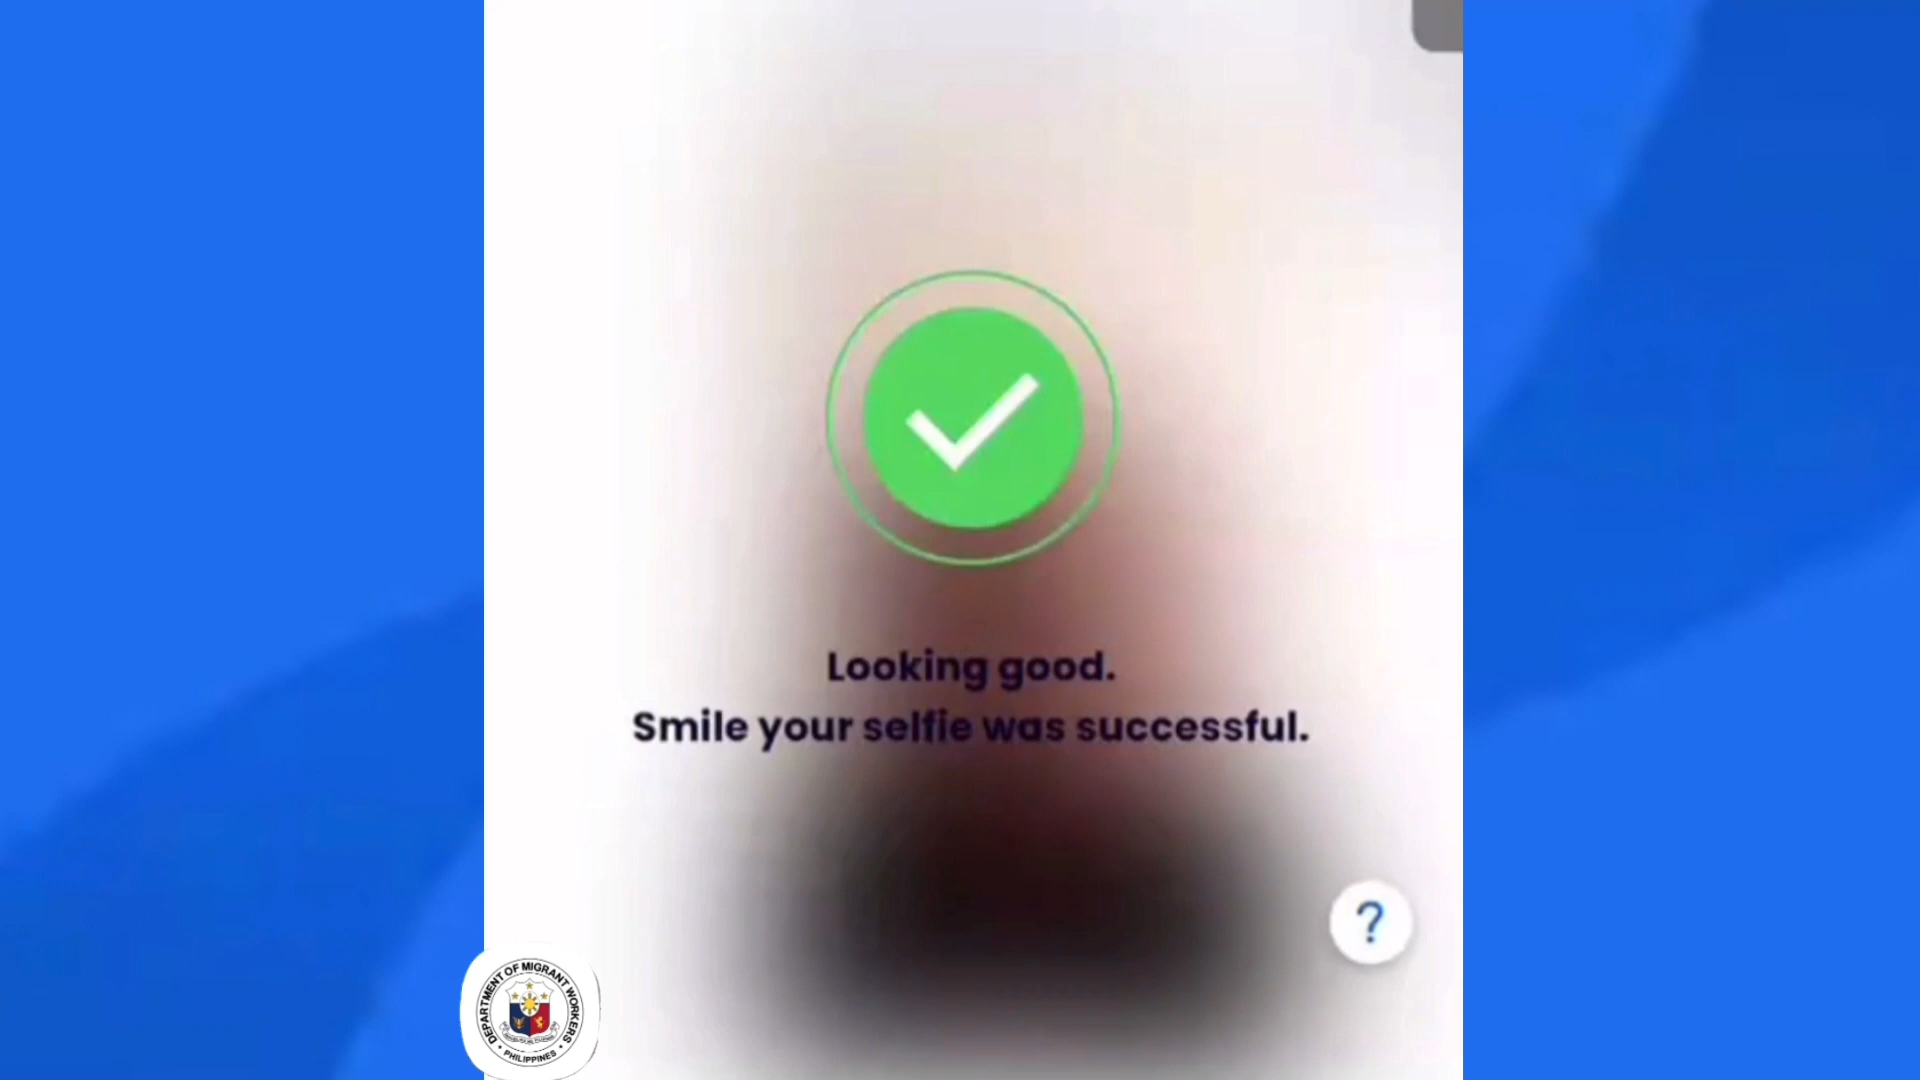 Looking good.
Smile your selfie was successful.
?
DEPARTMENT OF MIGRANT WORKERS
PHILIPPINES